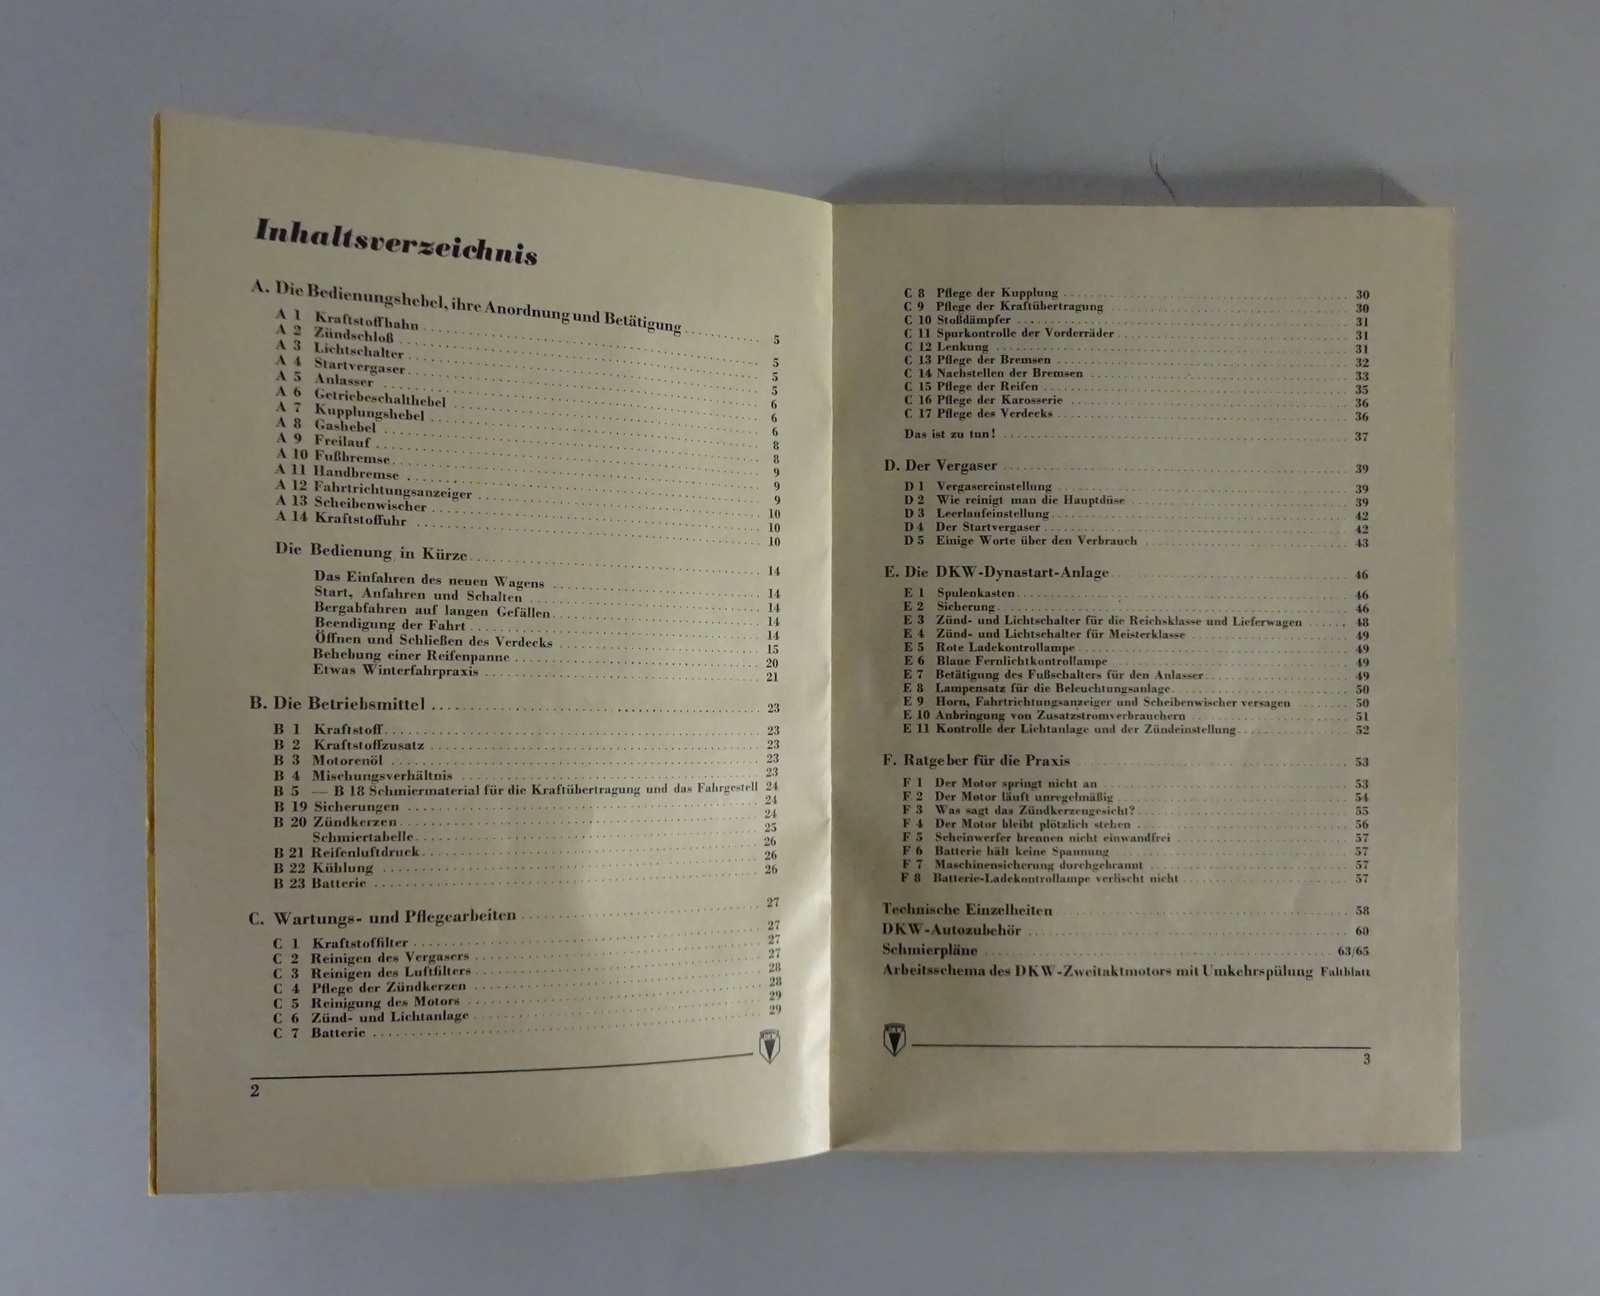 Inhaltsverzeichnis
A. Die Bedienungshebel, ihre Anordnung und Betätigung 5
A 1 Kraftstoffhahn 5
A 2 Zündschloß 5
A 3 Lichtschalter 5
A 4 Startvergaser 6
A 5 Anlasser 6
A 6 Getriebeschalthebel 6
A 7 Kupplungshebel 8
A 8 Gashebel 8
A 9 Freilauf 9
A 10 Fußbremse 9
A 11 Handbremse 9
A 12 Fahrtrichtungsanzeiger 10
A 13 Scheibenwischer 10
A 14 Kraftstoffuhr 10
Die Bedienung in Kürze 14
Das Einfahren des neuen Wagens 14
Start, Anfahren und Schalten 14
Bergabfahren auf langen Gefällen 14
Beendigung der Fahrt 14
Öffnen und Schließen des Verdecks 15
Behebung einer Reifenpanne 20
Etwas Winterfahrpraxis 21
B. Die Betriebsmittel 23
B 1 Kraftstoff 23
B 2 Kraftstoffzusatz 23
B 3 Motorenöl 23
B 4 Mischungsverhältnis 23
B 5 — B 18 Schmiermaterial für die Kraftübertragung und das Fahrgestell 24
B 19 Sicherungen 24
B 20 Zündkerzen 24
Schmiertabelle 25
B 21 Reifenluftdruck 26
B 22 Kühlung 26
B 23 Batterie 26
C. Wartungs- und Pflegearbeiten 27
C 1 Kraftstoffilter 27
C 2 Reinigen des Vergasers 27
C 3 Reinigen des Luftfilters 27
C 4 Pflege der Zündkerzen 28
C 5 Reinigung des Motors 28
C 6 Zünd- und Lichtanlage 29
C 7 Batterie 29
2
C 8 Pflege der Kupplung 30
C 9 Pflege der Kraftübertragung 30
C 10 Stoßdämpfer 31
C 11 Spurkontrolle der Vorderräder 31
C 12 Lenkung 31
C 13 Pflege der Bremsen 32
C 14 Nachstellen der Bremsen 33
C 15 Pflege der Reifen 35
C 16 Pflege der Karosserie 36
C 17 Pflege des Verdecks 36
Das ist zu tun! 37
D. Der Vergaser 39
D 1 Vergasereinstellung 39
D 2 Wie reinigt man die Hauptdüse 39
D 3 Leerlaufeinstellung 42
D 4 Der Startvergaser 42
D 5 Einige Worte über den Verbrauch 43
E. Die DKW-Dynastart-Anlage 46
E 1 Spulenkasten 46
E 2 Sicherung 46
E 3 Zünd- und Lichtschalter für die Reichsklasse und Lieferwagen 48
E 4 Zünd- und Lichtschalter für Meisterklasse 49
E 5 Rote Ladekontrollampe 49
E 6 Blaue Fernlichtkontrollampe 49
E 7 Betätigung des Fußschalters für den Anlasser 49
E 8 Lampensatz für die Beleuchtungsanlage 50
E 9 Horn, Fahrtrichtungsanzeiger und Scheibenwischer versagen 50
E 10 Anbringung von Zusatzstromverbrauchern 51
E 11 Kontrolle der Lichtanlage und der Zündeinstellung 52
F. Ratgeber für die Praxis 53
F 1 Der Motor springt nicht an 53
F 2 Der Motor läuft unregelmäßig 54
F 3 Was sagt das Zündkerzengesicht? 55
F 4 Der Motor bleibt plötzlich stehen 56
F 5 Scheinwerfer brennen nicht einwandfrei 57
F 6 Batterie hält keine Spannung 57
F 7 Maschinensicherung durchgebrannt 57
F 8 Batterie-Ladekontrollampe verlischt nicht 57
Technische Einzelheiten 58
DKW-Autozubehör 60
Schmierpläne 63/65
Arbeitsschema des DKW-Zweitaktmotors mit Umkehrspülung Faltblatt
3